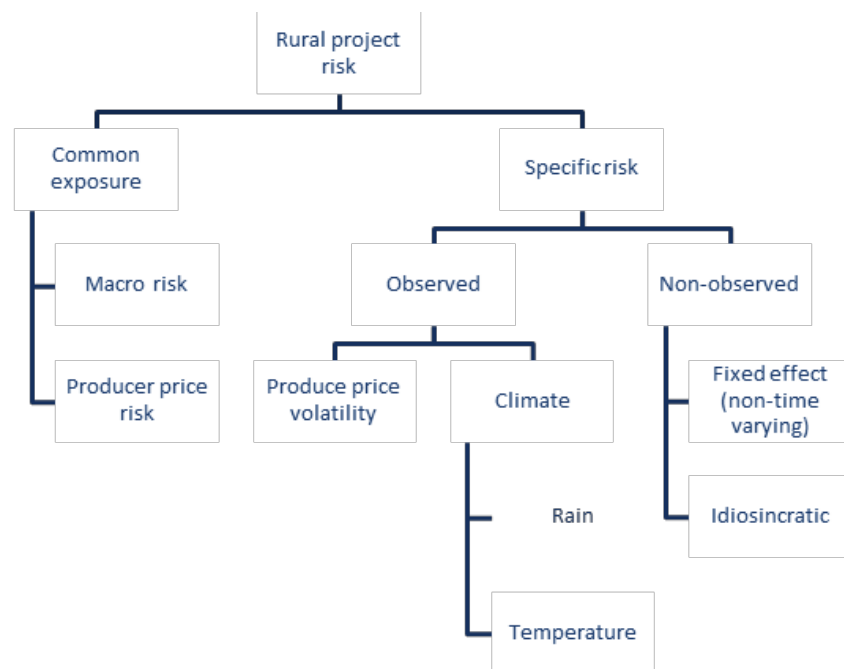 Rural project
risk
Common
exposure
Specific risk
Macro risk
Observed
Non-observed
Producer price
risk
Produce price
volatility
Climate
Fixed effect
(non-time
varying)
Rain
Idiosincratic
Temperature